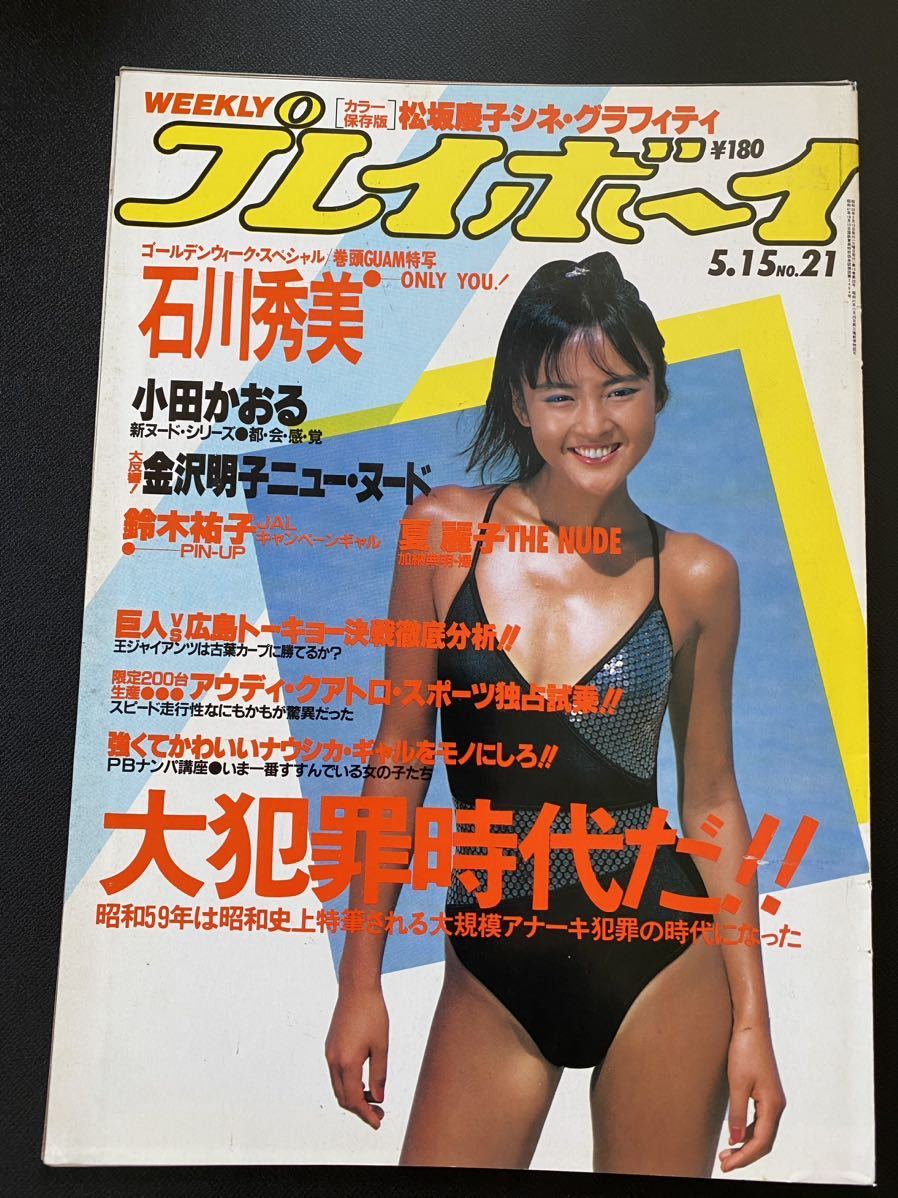 WEEKLY
プレイボーイ
[カラー保存版]松坂慶子シネ・グラフィティ
¥180
5.15 NO.21
ゴールデンウィーク・スペシャル/巻頭GUAM特写
石川秀美●—ONLY YOU.!
小田かおる
新ヌード・シリーズ●都・会・感・覚
大反響!金沢明子ニュー・ヌード
鈴木祐子JALキャンペーンギャル
●—PIN-UP
夏麗子THE NUDE
加納典明・撮
巨人VS広島トーキョー決戦徹底分析!!
王ジャイアンツは古葉カープに勝てるか?
限定200台生産●●●アウディ・クアトロ・スポーツ独占試乗!!
スピード走行性なにもかもが驚異だった
強くてかわいいナウシカ・ギャルをモノにしろ!!
PBナンパ講座●いま一番すすんでいる女の子たち
大犯罪時代だ!!
昭和59年は昭和史上特筆される大規模アナーキ犯罪の時代になった